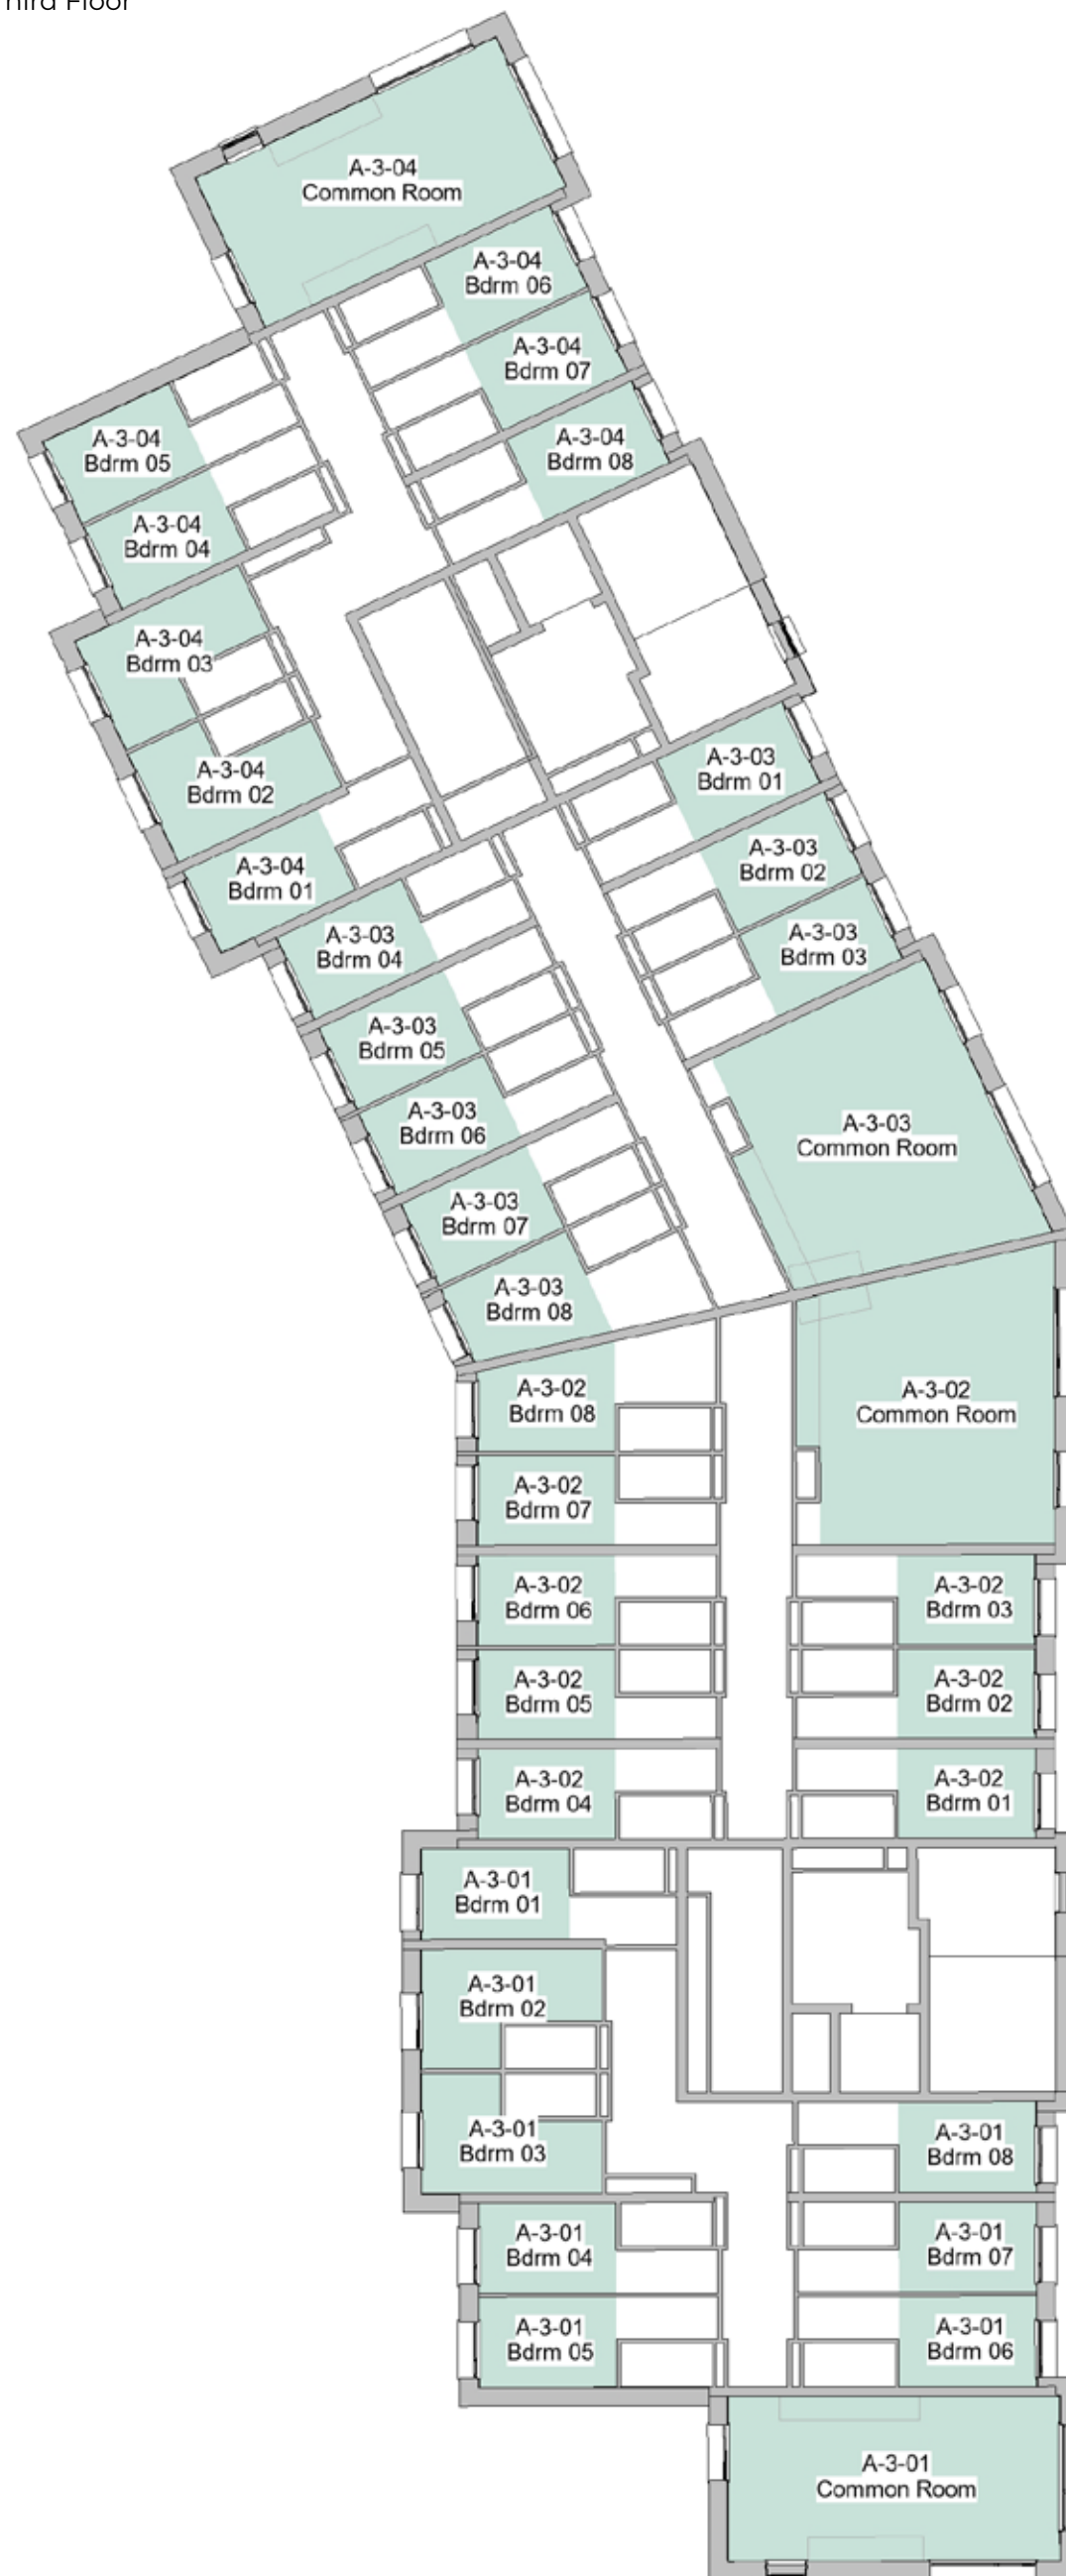 Third Floor
A-3-04
Common Room
A-3-04
Bdrm 06
A-3-04
Bdrm 07
A-3-04
Bdrm 08
A-3-04
Bdrm 05
A-3-04
Bdrm 04
A-3-04
Bdrm 03
A-3-04
Bdrm 02
A-3-04
Bdrm 01
A-3-03
Bdrm 01
A-3-03
Bdrm 02
A-3-03
Bdrm 03
A-3-03
Bdrm 04
A-3-03
Bdrm 05
A-3-03
Bdrm 06
A-3-03
Bdrm 07
A-3-03
Bdrm 08
A-3-03
Common Room
A-3-02
Common Room
A-3-02
Bdrm 08
A-3-02
Bdrm 07
A-3-02
Bdrm 06
A-3-02
Bdrm 03
A-3-02
Bdrm 05
A-3-02
Bdrm 02
A-3-02
Bdrm 04
A-3-02
Bdrm 01
A-3-01
Bdrm 01
A-3-01
Bdrm 02
A-3-01
Bdrm 03
A-3-01
Bdrm 08
A-3-01
Bdrm 04
A-3-01
Bdrm 07
A-3-01
Bdrm 05
A-3-01
Bdrm 06
A-3-01
Common Room